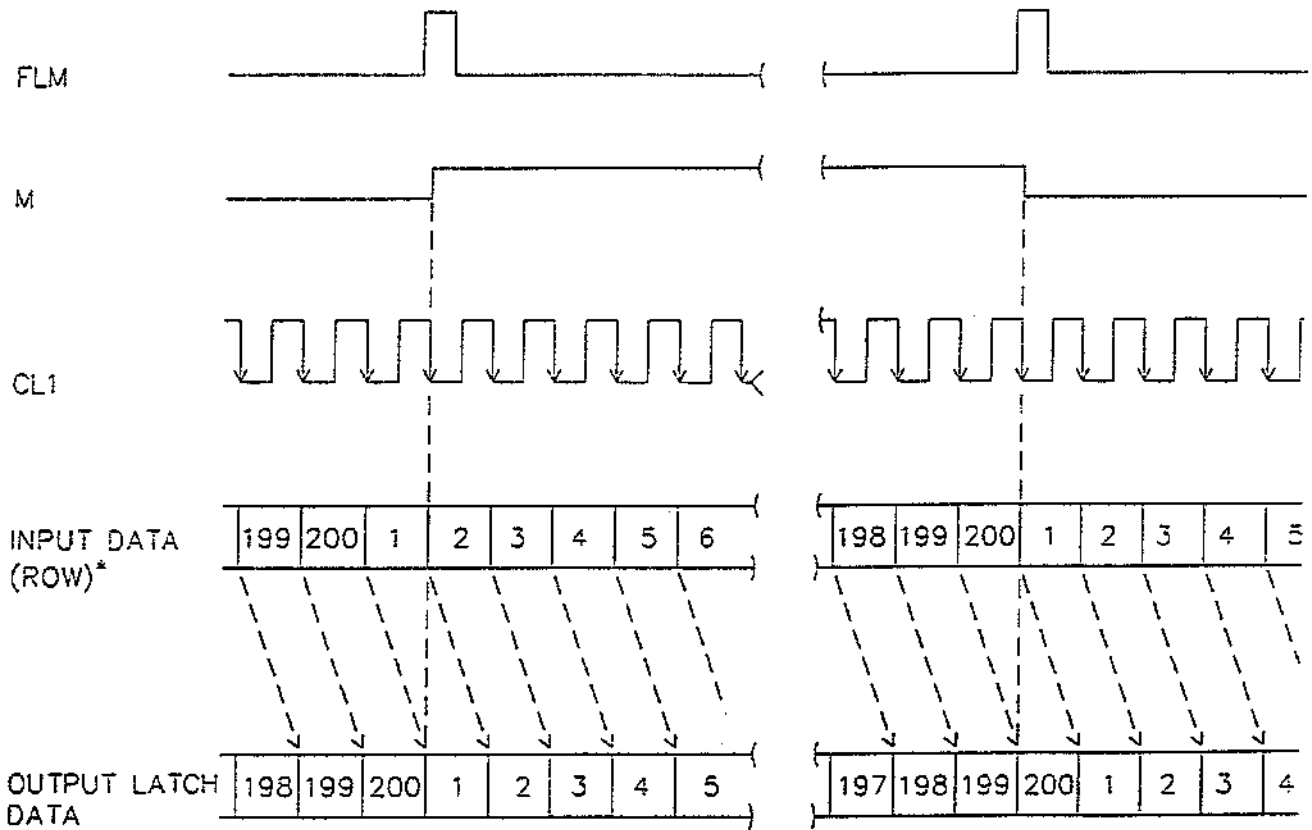 FLM
M
CL1
INPUT DATA
(ROW)*
199 200 1 2 3 4 5 6
198 199 200 1 2 3 4 5
OUTPUT LATCH
DATA
198 199 200 1 2 3 4 5
197 198 199 200 1 2 3 4